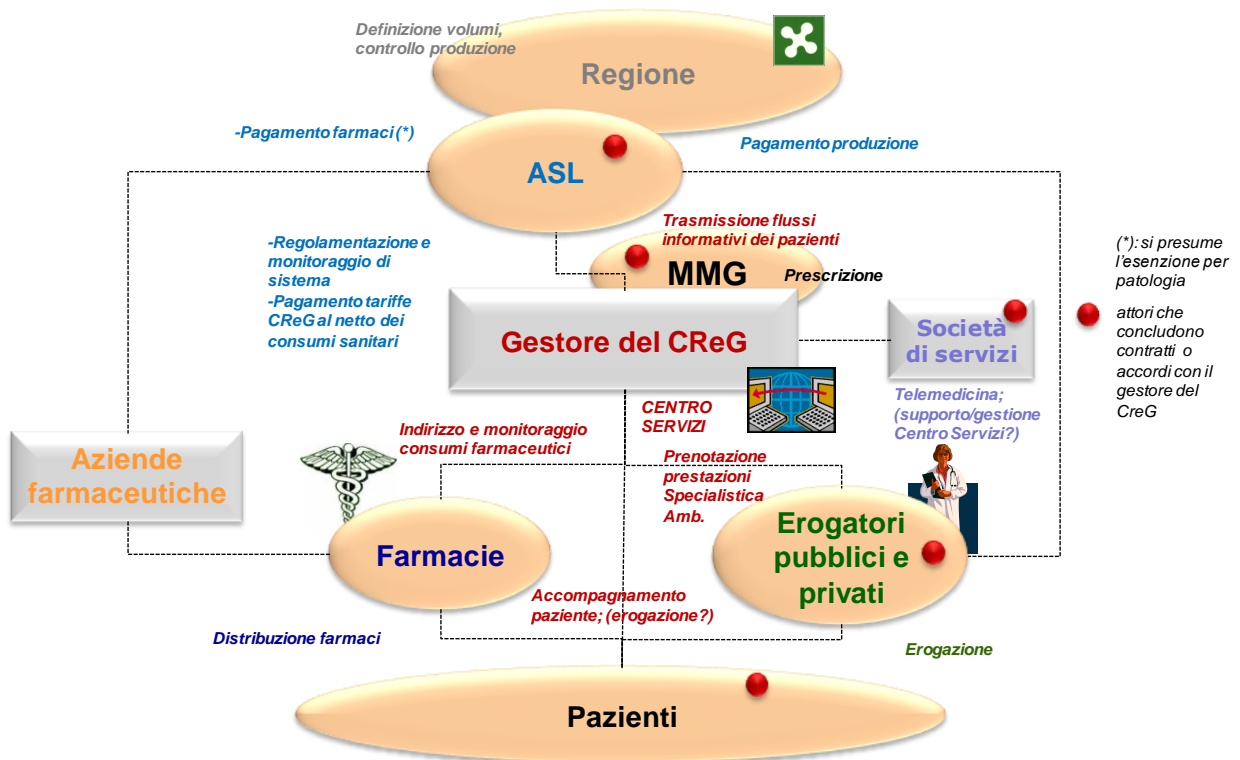 Definizione volumi,
controllo produzione
Regione
-Pagamento farmaci (*)
Pagamento produzione
ASL
Trasmissione flussi
informativi dei pazienti
-Regolamentazione e
monitoraggio di
sistema
-Pagamento tariffe
CReG al netto dei
consumi sanitari
MMG
Prescrizione
(*): si presume
l'esenzione per
patologia
attori che
concludono
contratti o
accordi con il
gestore del
CreG
Gestore del CReG
Società
di servizi
Telemedicina;
(supporto/gestione
Centro Servizi?)
CENTRO
SERVIZI
Indirizzo e monitoraggio
consumi farmaceutici
Prenotazione
prestazioni
Specialistica
Amb.
Aziende
farmaceutiche
Farmacie
Erogatori
pubblici e
privati
Accompagnamento
paziente; (erogazione?)
Distribuzione farmaci
Erogazione
Pazienti